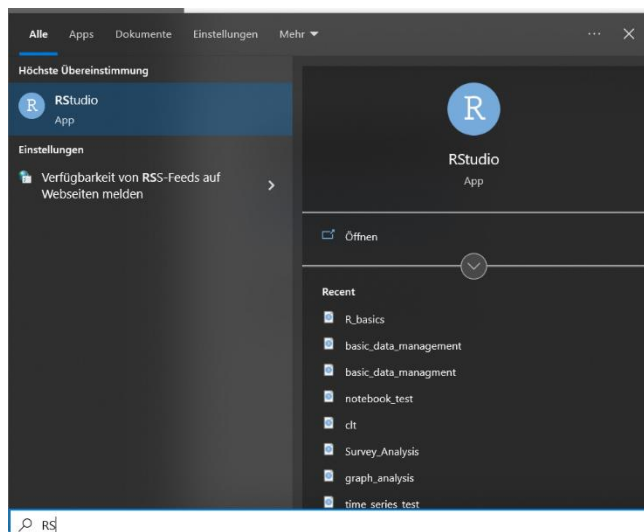 Alle Apps Dokumente Einstellungen Mehr
Höchste Übereinstimmung
R
RStudio
App
Einstellungen
Verfügbarkeit von RSS-Feeds auf
Webseiten melden
R
RStudio
App
Öffnen
Recent
R_basics
basic_data_management
basic_data_managment
notebook_test
clt
Survey_Analysis
graph_analysis
time_series_test
RS